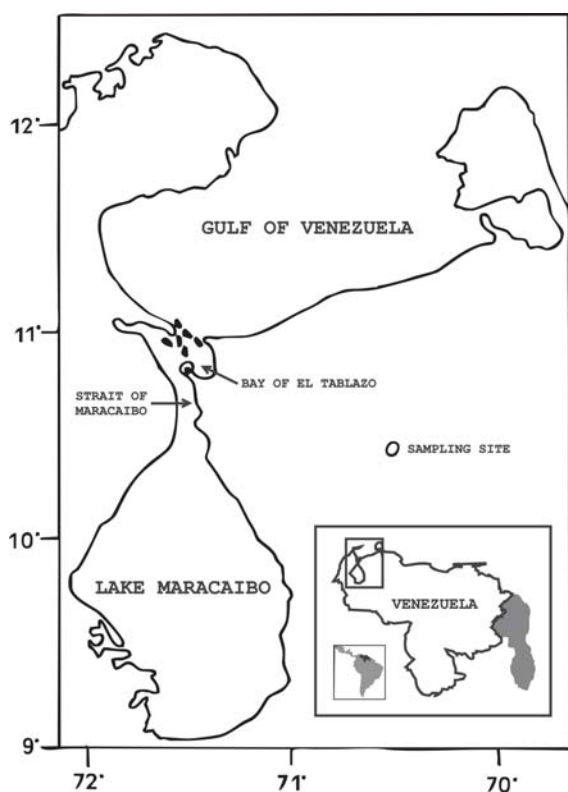 12°
GULF OF VENEZUELA
11°
BAY OF EL TABLAZO
STRAIT OF
MARACAIBO
SAMPLING SITE
10°
LAKE MARACAIBO
VENEZUELA
9°
72°
71°
70°